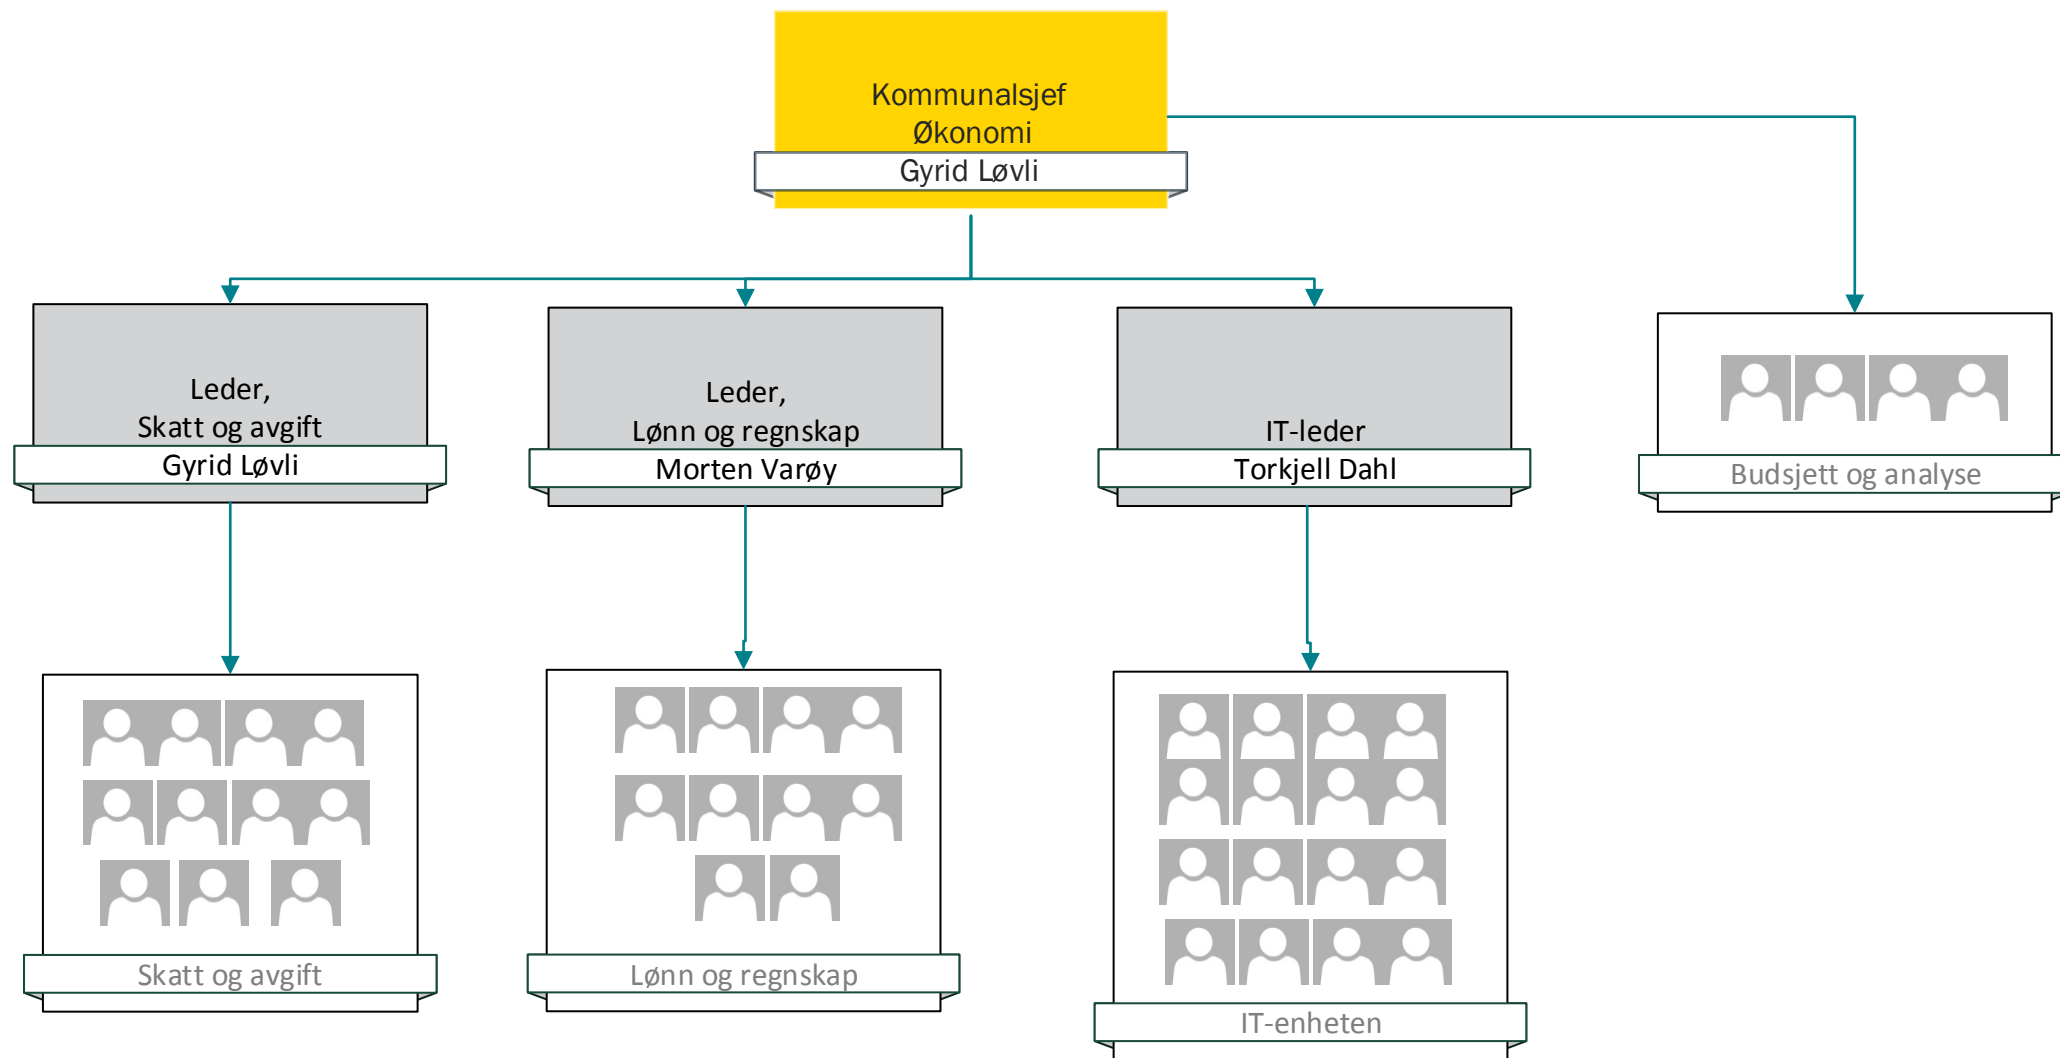 Kommunalsjef
Økonomi
Gyrid Løvli
Leder,
Skatt og avgift
Gyrid Løvli
Leder,
Lønn og regnskap
Morten Varøy
IT-leder
Torkjell Dahl
Budsjett og analyse
Skatt og avgift
Lønn og regnskap
IT-enheten